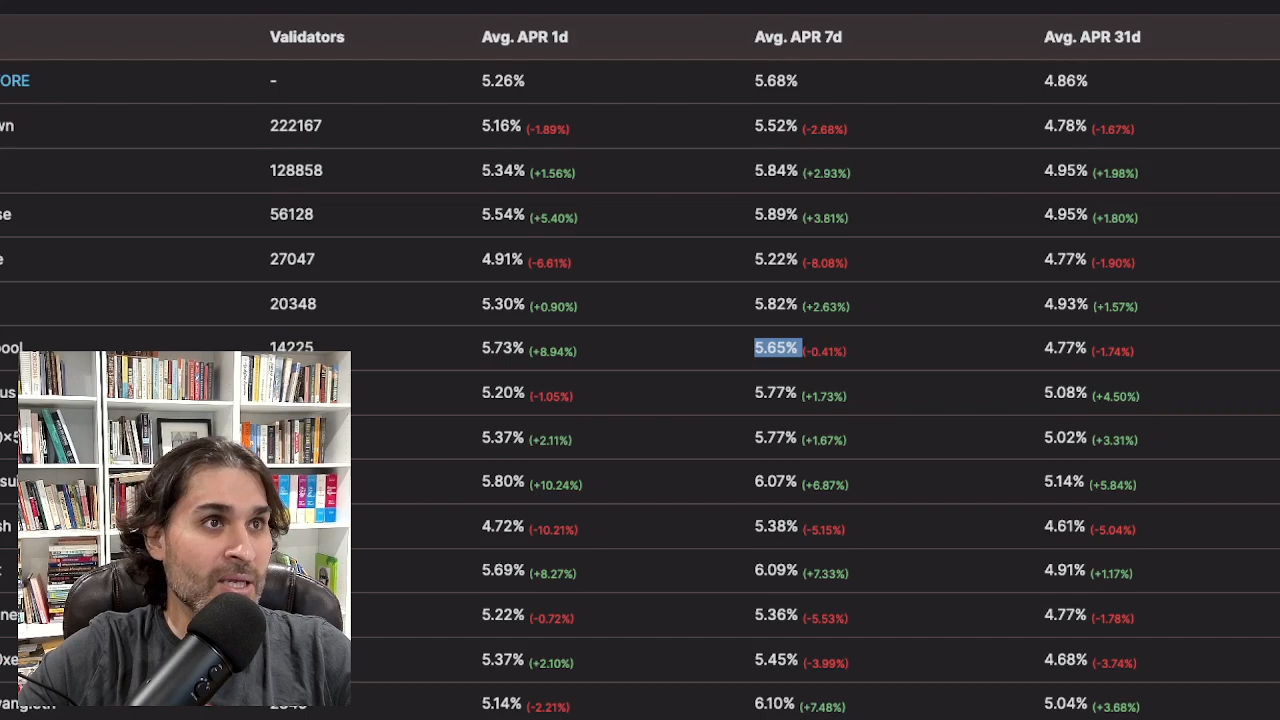 Validators Avg. APR 1d Avg. APR 7d Avg. APR 31d
ORE - 5.26% 5.68% 4.86%
wn 222167 5.16% (-1.89%) 5.52% (-2.68%) 4.78% (-1.67%)
128858 5.34% (+1.56%) 5.84% (+2.93%) 4.95% (+1.98%)
se 56128 5.54% (+5.40%) 5.89% (+3.81%) 4.95% (+1.80%)
e 27047 4.91% (-6.61%) 5.22% (-8.08%) 4.77% (-1.90%)
20348 5.30% (+0.90%) 5.82% (+2.63%) 4.93% (+1.57%)
ool 14225 5.73% (+8.94%) 5.65% (-0.41%) 4.77% (-1.74%)
us 5.20% (-1.05%) 5.77% (+1.73%) 5.08% (+4.50%)
0×5 5.37% (+2.11%) 5.77% (+1.67%) 5.02% (+3.31%)
su 5.80% (+10.24%) 6.07% (+6.87%) 5.14% (+5.84%)
sh 4.72% (-10.21%) 5.38% (-5.15%) 4.61% (-5.04%)
5.69% (+8.27%) 6.09% (+7.33%) 4.91% (+1.17%)
ne 5.22% (-0.72%) 5.36% (-5.53%) 4.77% (-1.78%)
0xe 5.37% (+2.10%) 5.45% (-3.99%) 4.68% (-3.74%)
5.14% (-2.21%) 6.10% (+7.48%) 5.04% (+3.68%)